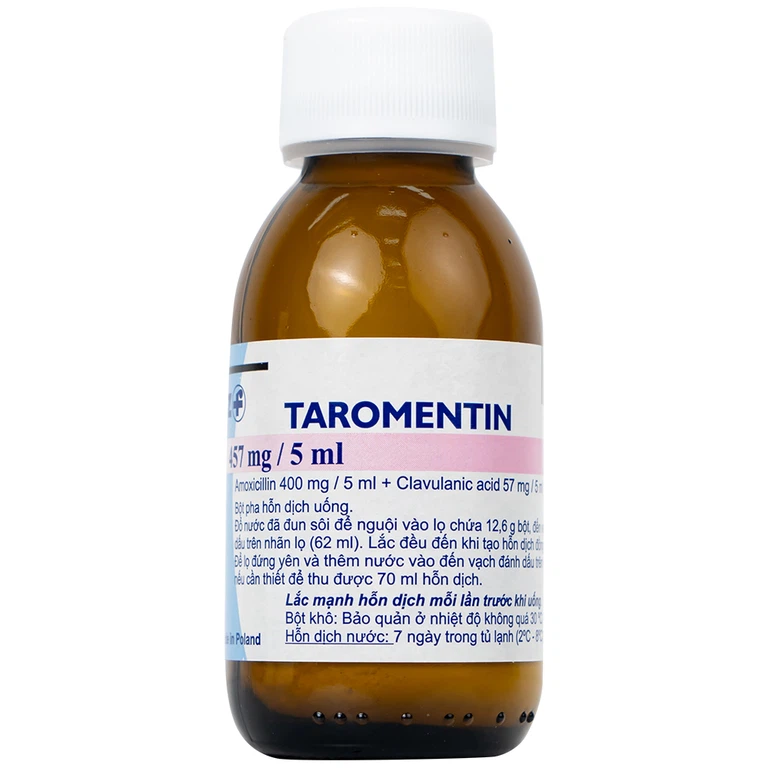 TAROMENTIN
457 mg / 5 ml
Amoxicillin 400 mg / 5 ml + Clavulanic acid 57 mg / 5 m
Bột pha hỗn dịch uống.
Đổ nước đã đun sôi để nguội vào lọ chứa 12,6 g bột, đến
dấu trên nhãn lọ (62 ml). Lắc đều đến khi tạo hỗn dịch
Để lọ đứng yên và thêm nước vào đến vạch đánh dấu
nếu cần thiết để thu được 70 ml hỗn dịch.
Lắc mạnh hỗn dịch mỗi lần trước khi uống.
Bột khô: Bảo quản ở nhiệt độ không quá 30 ºC
Hỗn dịch nước: 7 ngày trong tủ lạnh (2ºC - 8ºC
in Poland